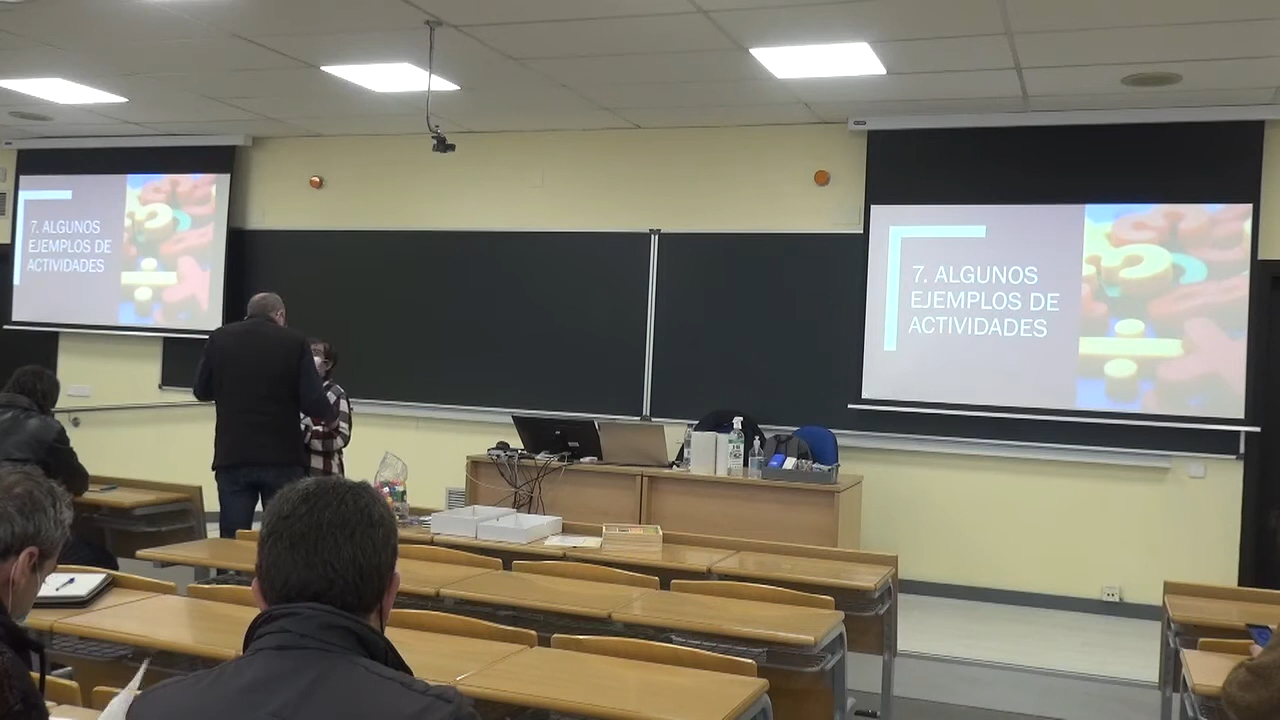 7. ALGUNOS
EJEMPLOS DE
ACTIVIDADES
7. ALGUNOS
EJEMPLOS DE
ACTIVIDADES